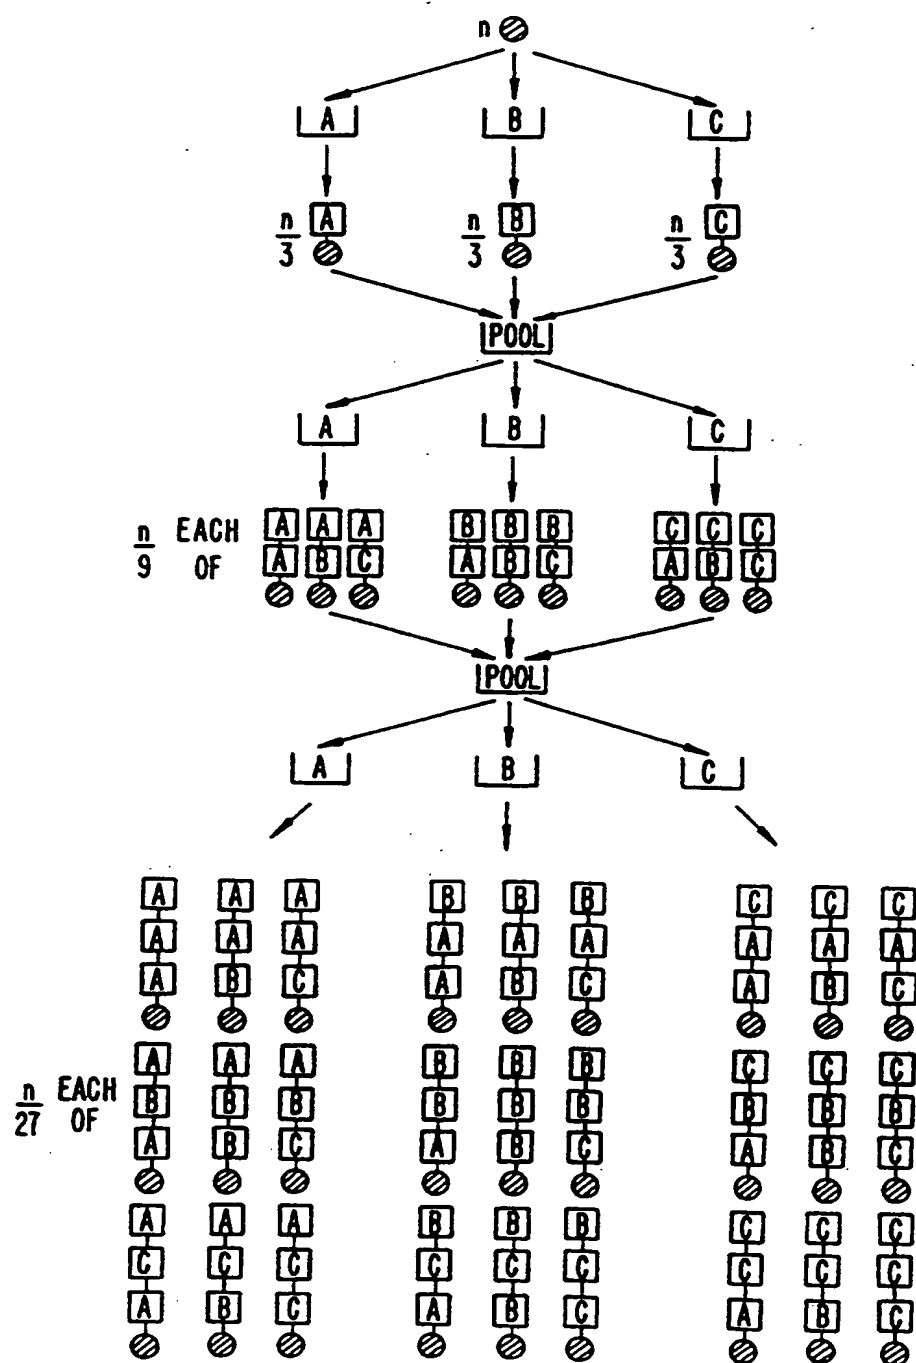 n
A B C
n/3 A n/3 B n/3 C
POOL
A B C
A A A B B B C C C
n/9 EACH OF
A B C A B C A B C
POOL
A B C
A A A B B B C C C
A A A A A A A A A
A B C A B C A B C
A A A B B B C C C
n/27 EACH OF
B B B B B B B B B
A B C A B C A B C
A A A B B B C C C
C C C C C C C C C
A B C A B C A B C